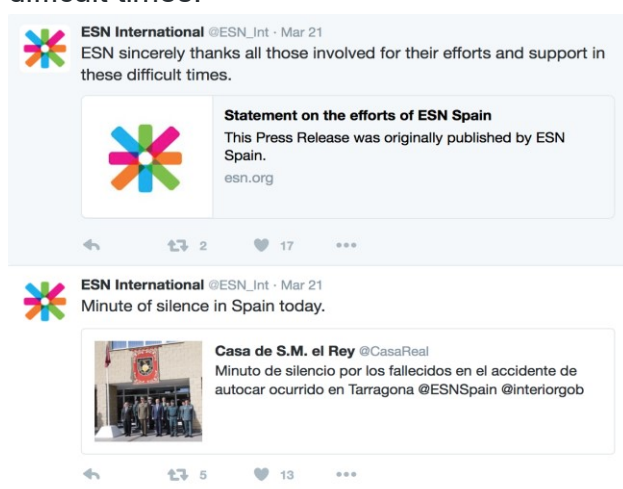 difficult times.
ESN International @ESN_Int · Mar 21
ESN sincerely thanks all those involved for their efforts and support in
these difficult times.
Statement on the efforts of ESN Spain
This Press Release was originally published by ESN
Spain.
esn.org
2 17
ESN International @ESN_Int · Mar 21
Minute of silence in Spain today.
Casa de S.M. el Rey @CasaReal
Minuto de silencio por los fallecidos en el accidente de
autocar ocurrido en Tarragona @ESNSpain @interiorgob
5 13